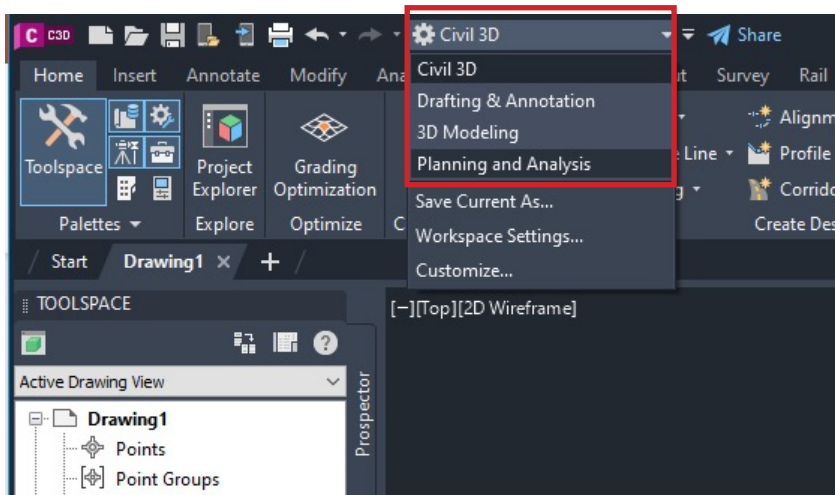 C C3D Civil 3D Share
Home Insert Annotate Modify Survey Rail
Civil 3D
Drafting & Annotation
3D Modeling
Planning and Analysis
Save Current As...
Workspace Settings...
Customize...
Toolspace
Project
Explorer
Grading
Optimization
Line
Profile
Palettes Explore Optimize
Start Drawing1
TOOLSPACE
[−][Top][2D Wireframe]
Active Drawing View
Prospector
Drawing1
Points
Point Groups